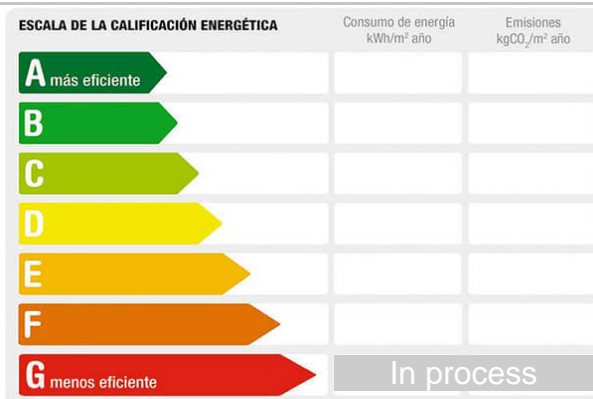 ESCALA DE LA CALIFICACIÓN ENERGÉTICA
Consumo de energía
kWh/m² año
Emisiones
kgCO₂/m² año
A más eficiente
B
C
D
E
F
G menos eficiente
In process